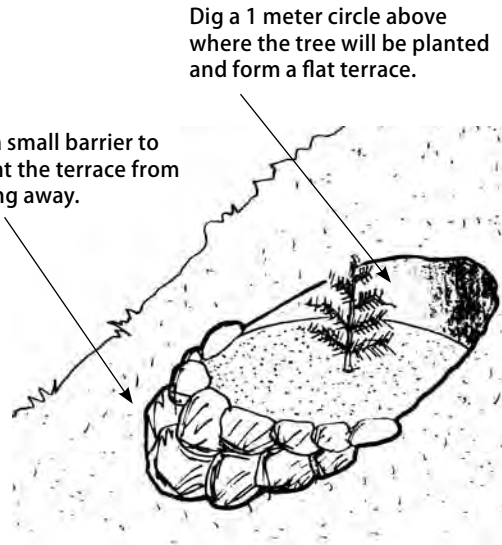 Dig a 1 meter circle above
where the tree will be planted
and form a flat terrace.
small barrier to
the terrace from
away.